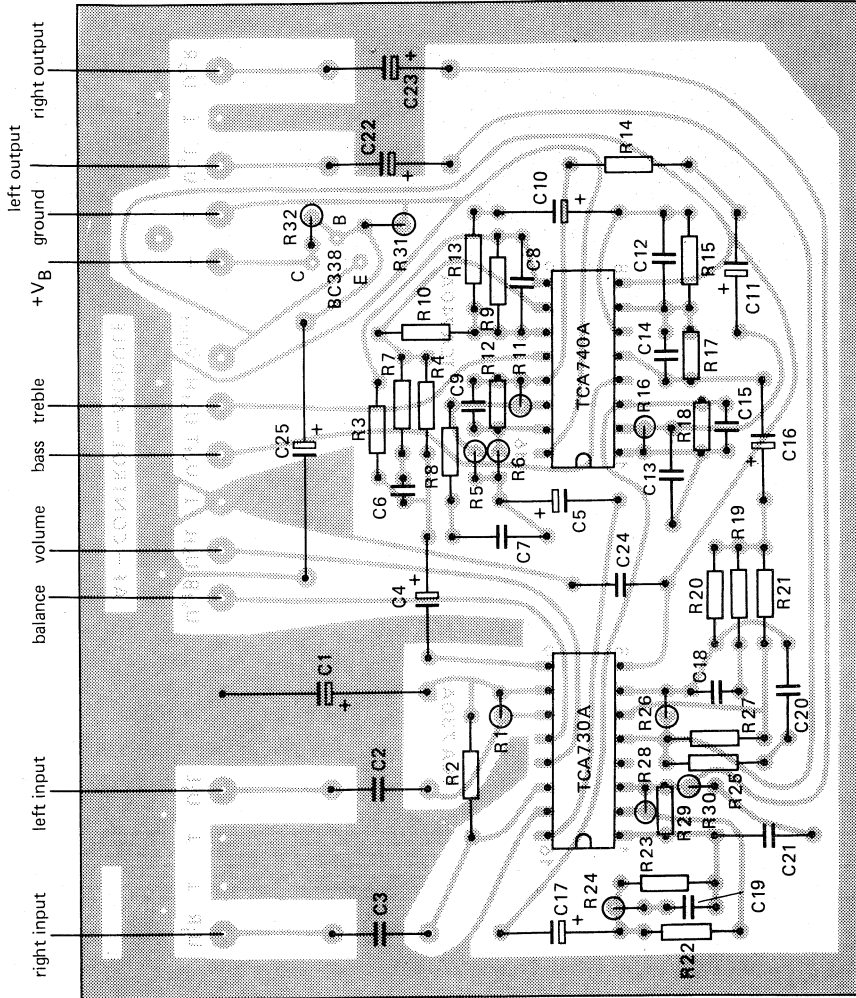 right output
left output
ground
+VB
treble
bass
volume
balance
left input
right input
C23
+
C22
+
R14
R32
B
C
BC338
E
R31
C10
+
R13
R9
C8
C12
R15
C11
+
R10
R12
R11
TCA740A
C14
R17
R7
R4
C9
R3
R8
R5
R6
R16
R18
C15
C16
+
C25
+
C6
C13
C5
+
C7
C4
+
C24
R20
R19
R21
C1
+
R2
R1
TCA730A
R26
C18
R27
C20
C2
R28
R25
R30
R29
C21
C3
R23
R24
C17
+
C19
R22
AF-CONTROL-MODULE